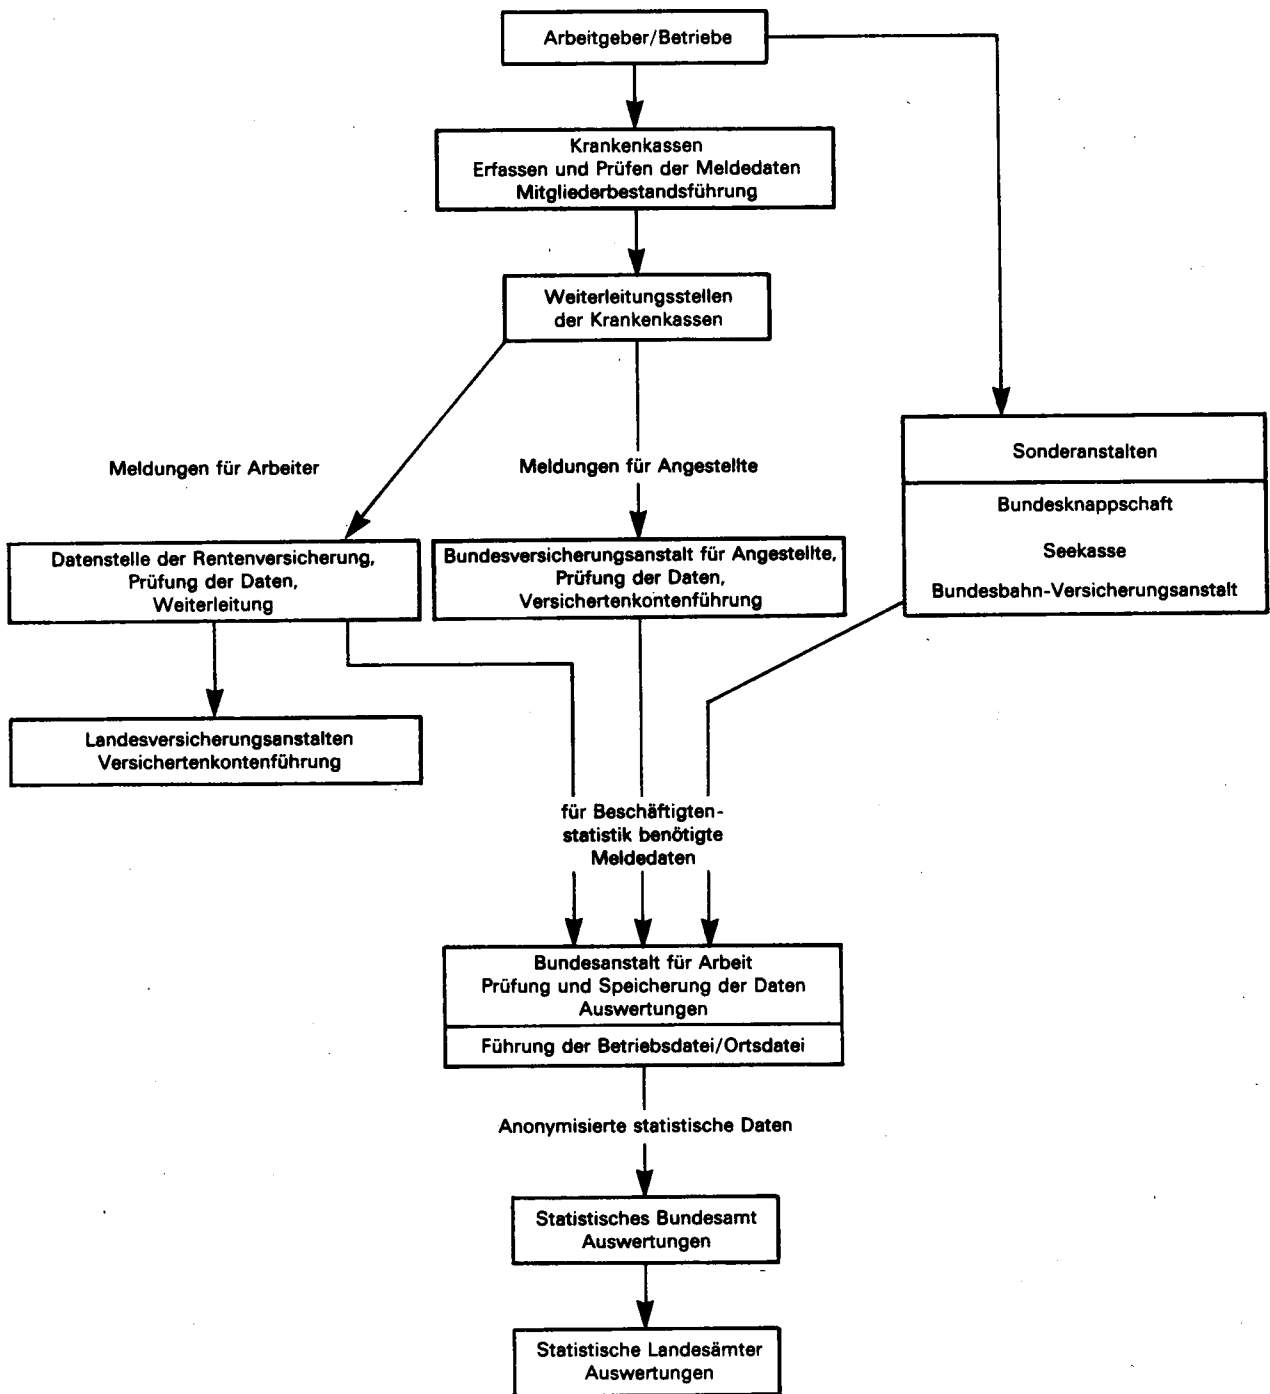 Arbeitgeber/Betriebe
Krankenkassen
Erfassen und Prüfen der Meldedaten
Mitgliederbestandsführung
Weiterleitungsstellen
der Krankenkassen
Meldungen für Arbeiter
Meldungen für Angestellte
Sonderanstalten
Bundesknappschaft
Seekasse
Bundesbahn-Versicherungsanstalt
Datenstelle der Rentenversicherung,
Prüfung der Daten,
Weiterleitung
Bundesversicherungsanstalt für Angestellte,
Prüfung der Daten,
Versichertenkontenführung
Landesversicherungsanstalten
Versichertenkontenführung
für Beschäftigten-
statistik benötigte
Meldedaten
Bundesanstalt für Arbeit
Prüfung und Speicherung der Daten
Auswertungen
Führung der Betriebsdatei/Ortsdatei
Anonymisierte statistische Daten
Statistisches Bundesamt
Auswertungen
Statistische Landesämter
Auswertungen